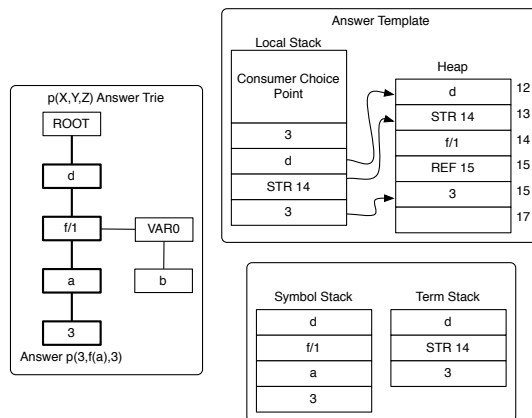 p(X,Y,Z) Answer Trie
ROOT
d
f/1
VAR0
a
b
3
Answer p(3,f(a),3)
Answer Template
Local Stack
Consumer Choice
Point
3
d
STR 14
3
Heap
d
12
STR 14
13
f/1
14
REF 15
15
3
15
17
Symbol Stack
d
f/1
a
3
Term Stack
d
STR 14
3